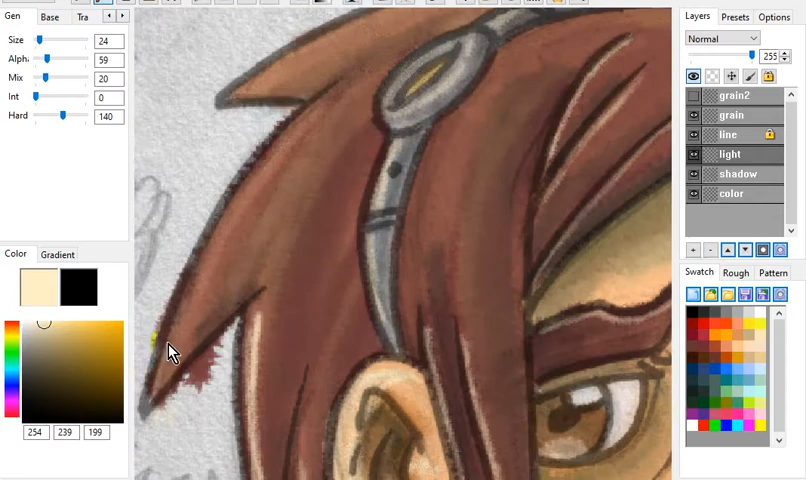 Gen Base Tra
Size 24
Alph 59
Mix 20
Int 0
Hard 140
Color Gradient
254 239 199
Layers Presets Options
Normal
255
grain2
grain
line
light
shadow
color
Swatch Rough Pattern